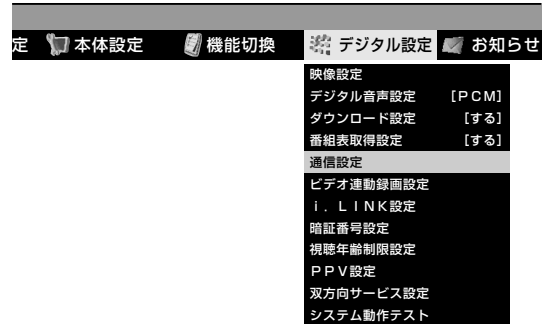 定 本体設定 機能切換 デジタル設定 お知らせ
映像設定
デジタル音声設定 [PCM]
ダウンロード設定 [する]
番組表取得設定 [する]
通信設定
ビデオ連動録画設定
i.LINK設定
暗証番号設定
視聴年齢制限設定
PPV設定
双方向サービス設定
システム動作テスト